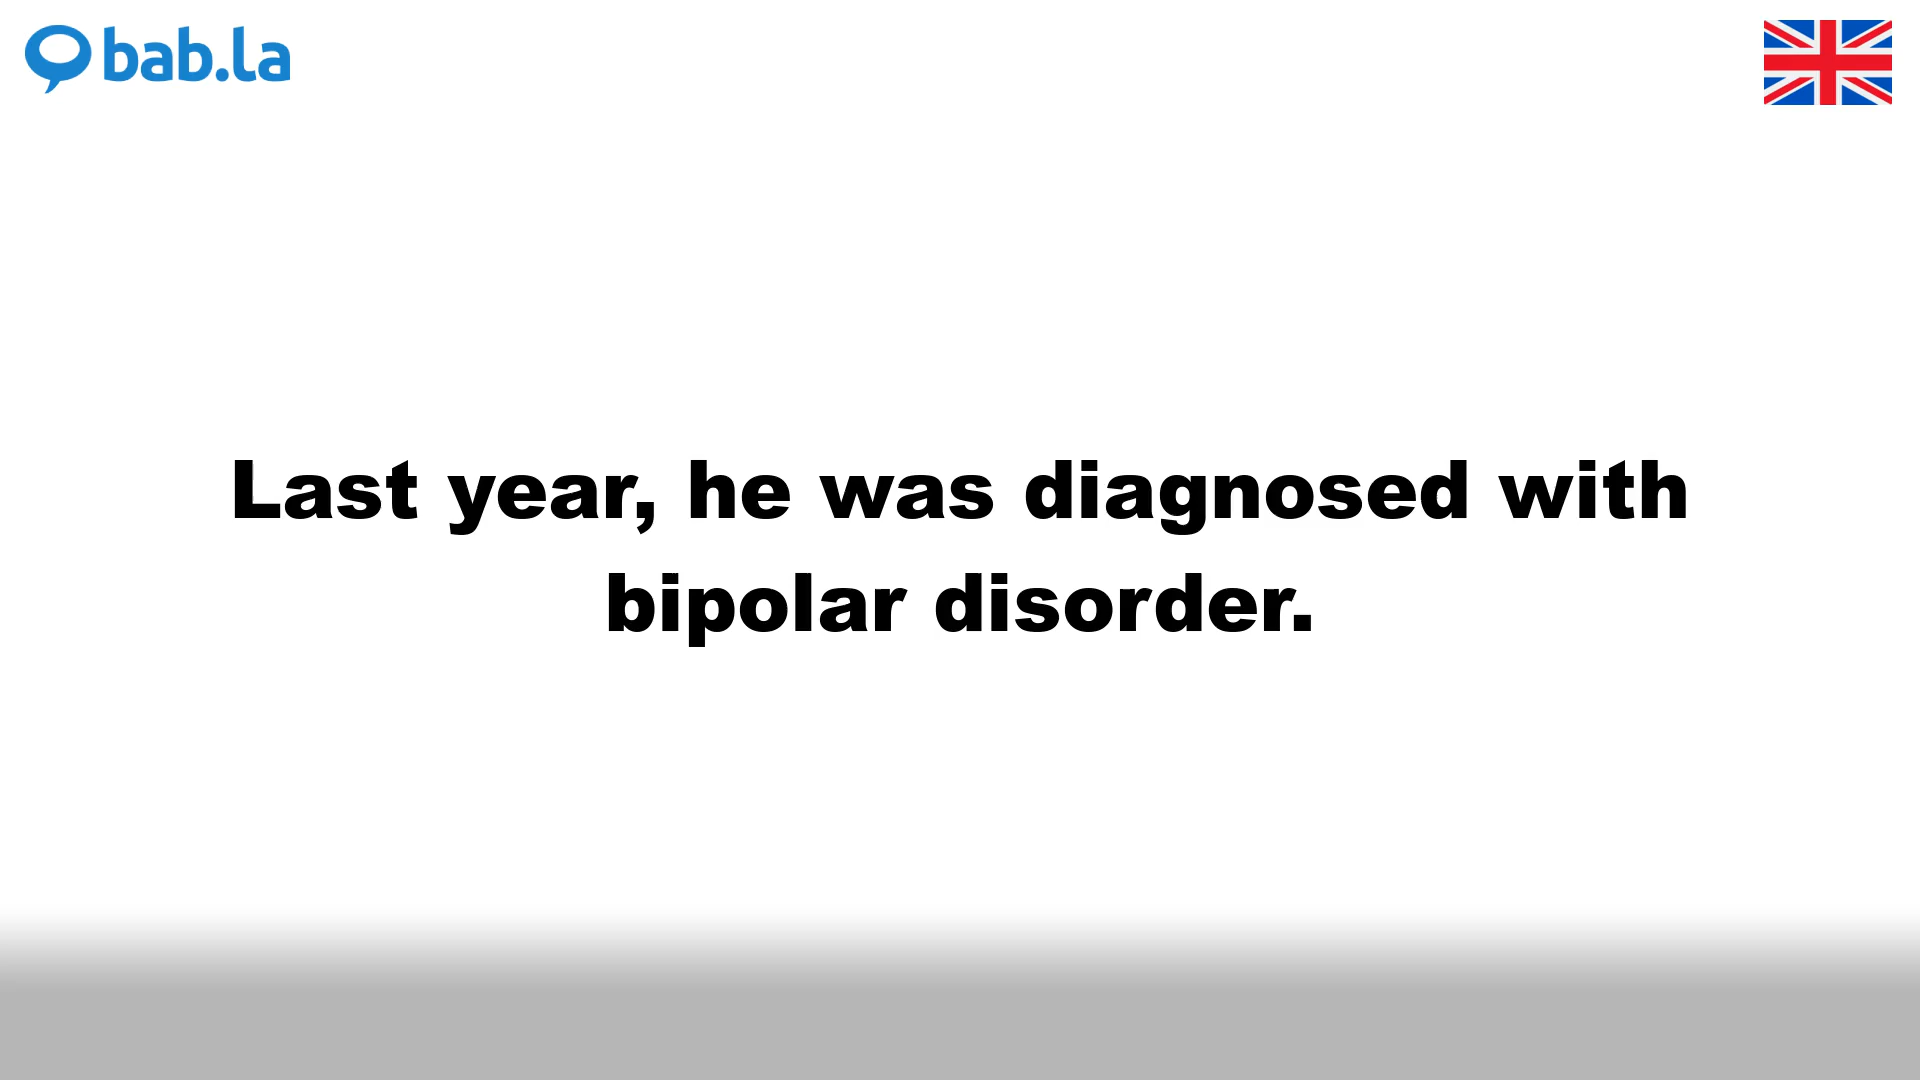 bab.la
Last year, he was diagnosed with
bipolar disorder.